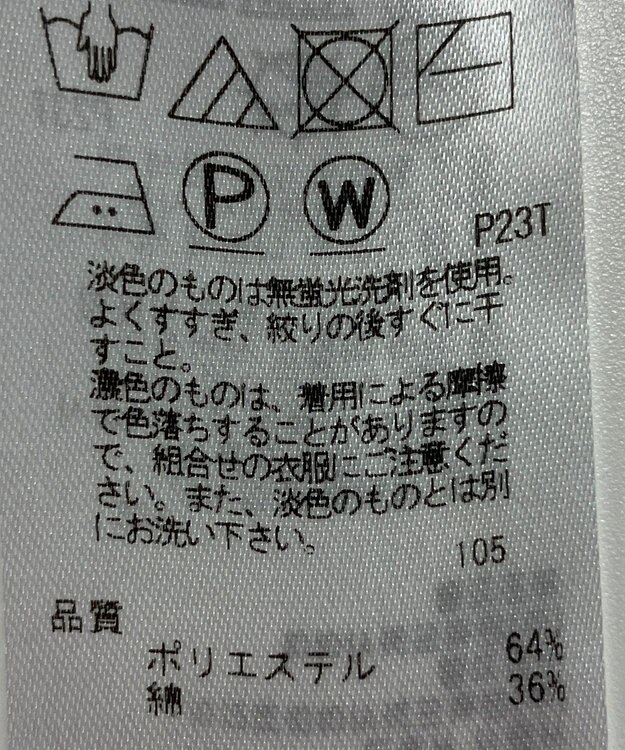 P W
P23T
淡色のものは無蛍光洗剤を使用。
よくすすぎ、絞りの後すぐに干
すこと。
濃色のものは、着用による摩擦
で色落ちすることがありますの
で、組合せの衣服にご注意くだ
さい。また、淡色のものとは別
にお洗い下さい。
105
品質
ポリエステル 64%
綿 36%